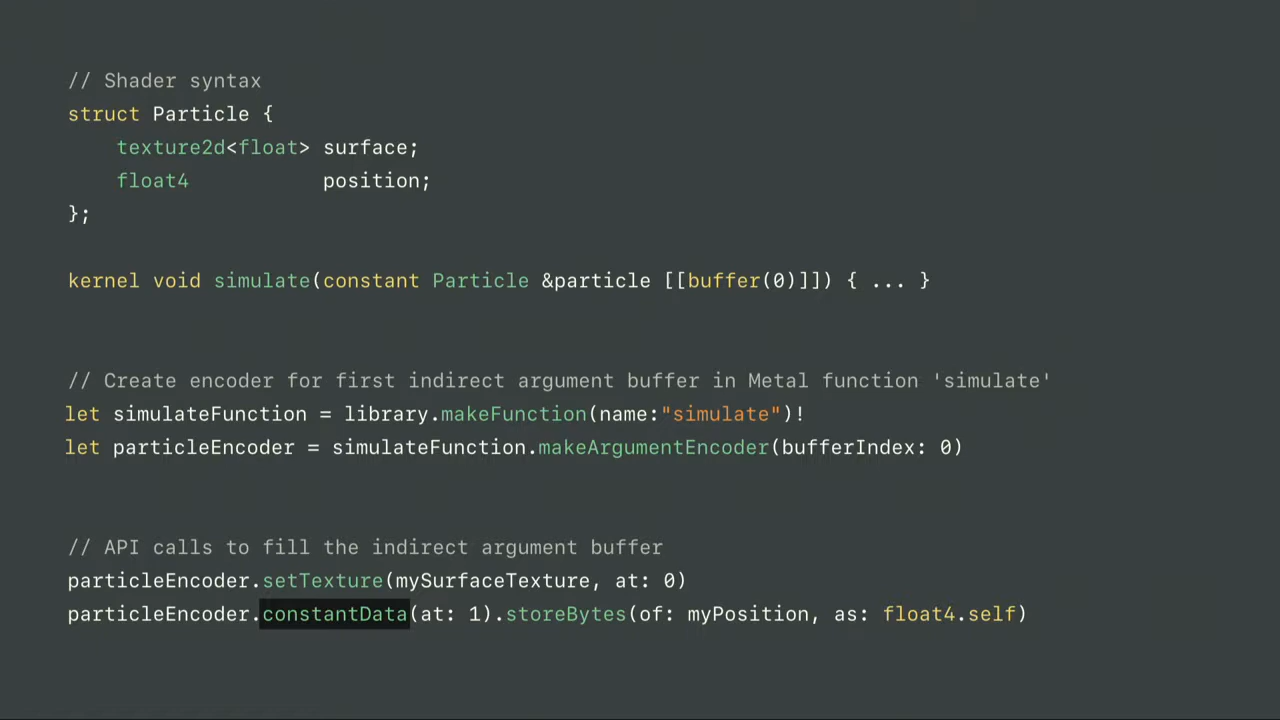 // Shader syntax
struct Particle {
    texture2d<float> surface;
    float4           position;
};
kernel void simulate(constant Particle &particle [[buffer(0)]]) { ... }
// Create encoder for first indirect argument buffer in Metal function 'simulate'
let simulateFunction = library.makeFunction(name:"simulate")!
let particleEncoder = simulateFunction.makeArgumentEncoder(bufferIndex: 0)
// API calls to fill the indirect argument buffer
particleEncoder.setTexture(mySurfaceTexture, at: 0)
particleEncoder.constantData(at: 1).storeBytes(of: myPosition, as: float4.self)